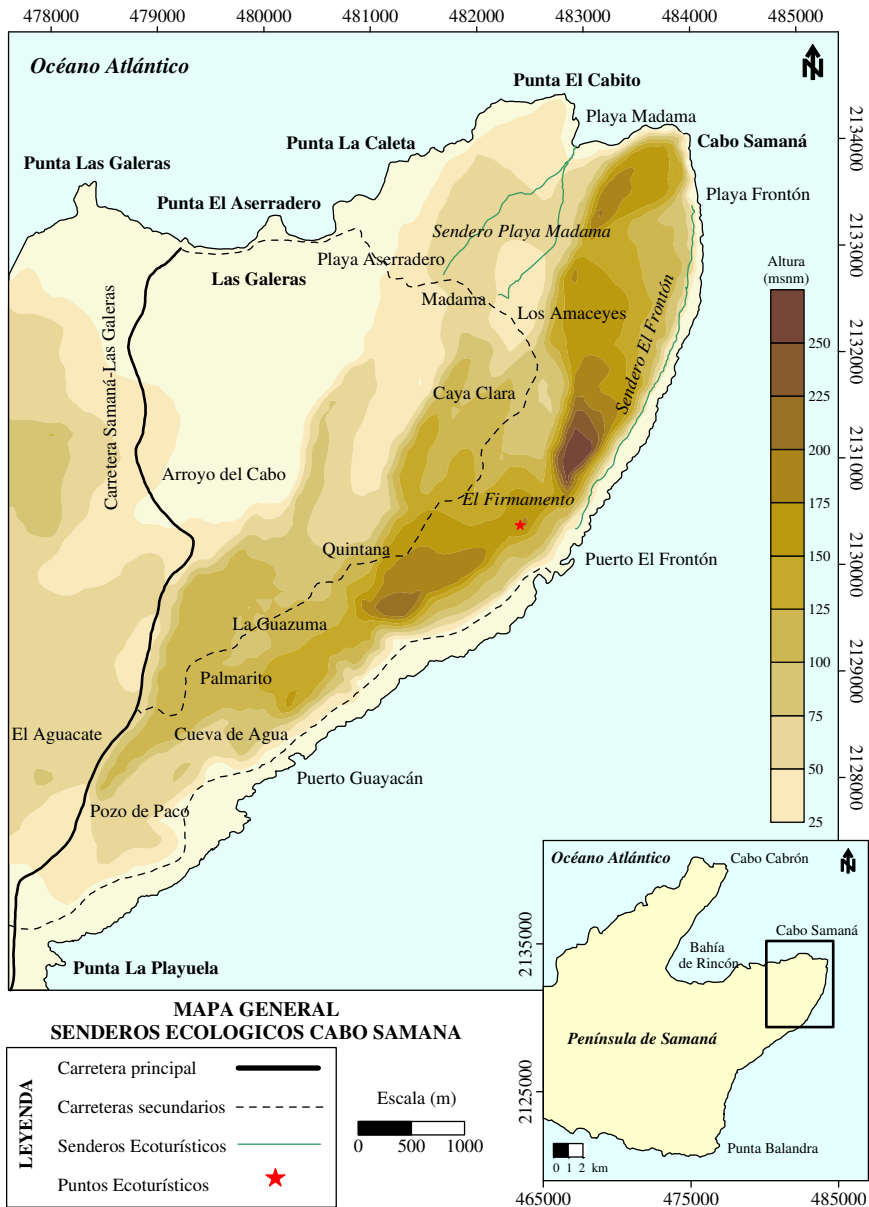 478000 479000 480000 481000 482000 483000 484000 485000
Océano Atlántico
N
Punta El Cabito
Playa Madama
Punta La Caleta
Cabo Samaná
Punta Las Galeras
Playa Frontón
Punta El Aserradero
Sendero Playa Madama
Playa Aserradero
Las Galeras
Madama
Los Amaceyes
Carretera Samaná-Las Galeras
Sendero El Frontón
Caya Clara
Arroyo del Cabo
El Firmamento
Quintana
Puerto El Frontón
La Guazuma
Palmarito
El Aguacate
Cueva de Agua
Puerto Guayacán
Pozo de Paco
Punta La Playuela
2134000
2133000
2132000
2131000
2130000
2129000
2128000
Altura
(msnm)
250
225
200
175
150
125
100
75
50
25
MAPA GENERAL
SENDEROS ECOLOGICOS CABO SAMANA
LEYENDA
Carretera principal
Carreteras secundarios
Senderos Ecoturísticos
Puntos Ecoturísticos
Escala (m)
0 500 1000
Océano Atlántico
N
Cabo Cabrón
Cabo Samaná
Bahía
de Rincón
Península de Samaná
Punta Balandra
0 1 2 km
2135000
2125000
465000 475000 485000